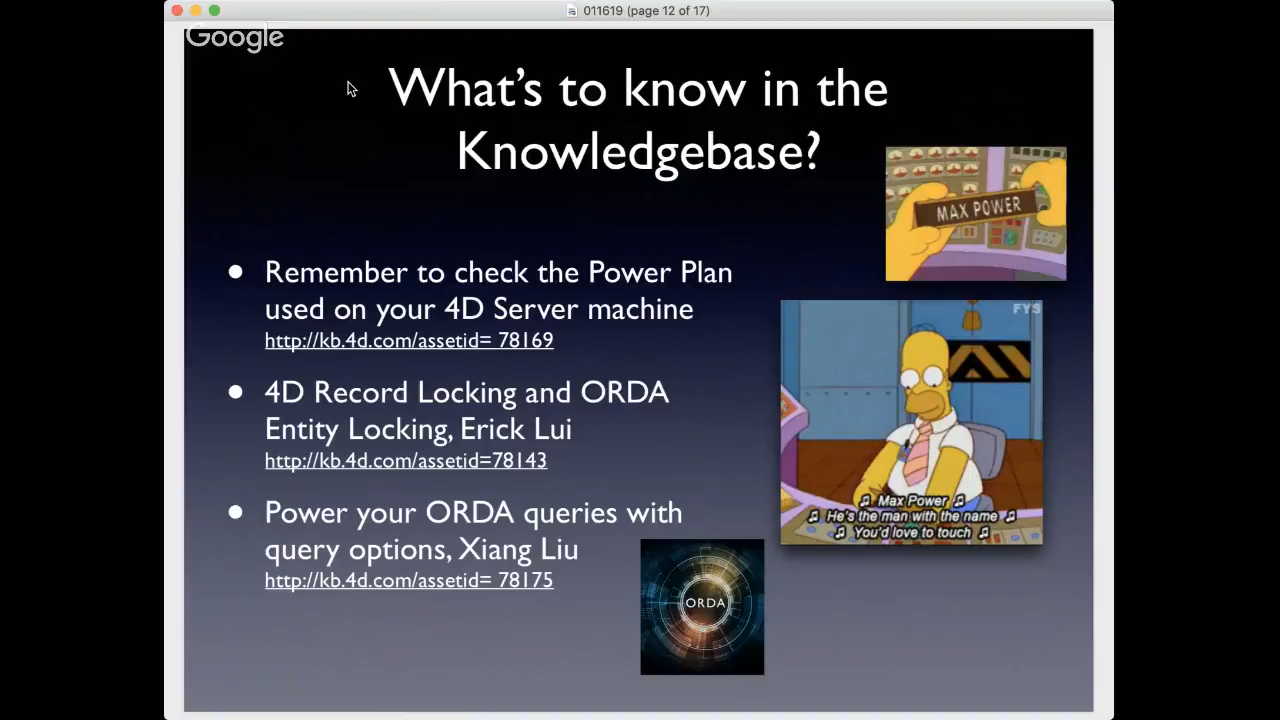 011619 (page 12 of 17)
Google
What's to know in the
Knowledgebase?
MAX POWER
Remember to check the Power Plan
used on your 4D Server machine
http://kb.4d.com/assetid= 78169
FYS
4D Record Locking and ORDA
Entity Locking, Erick Lui
http://kb.4d.com/assetid=78143
♫ Max Power ♫
♫ He's the man with the name ♫
♫ You'd love to touch ♫
Power your ORDA queries with
query options, Xiang Liu
http://kb.4d.com/assetid= 78175
ORDA